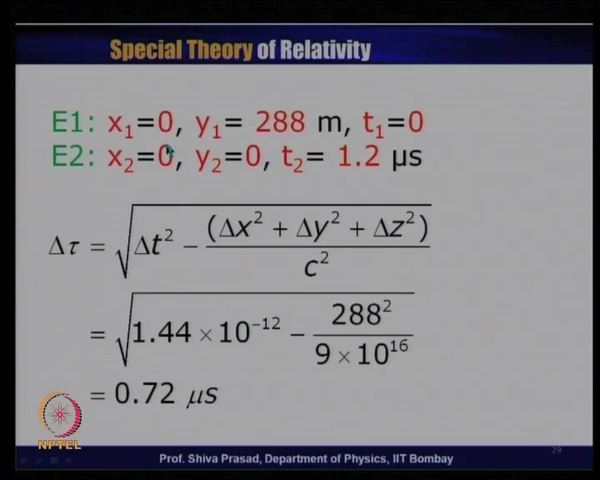 Special Theory of Relativity
E1: x₁=0, y₁= 288 m, t₁=0
E2: x₂=0, y₂=0, t₂= 1.2 μs
Δτ = √(Δt² − (Δx² + Δy² + Δz²)/c²)
= √(1.44 × 10⁻¹² − 288²/(9 × 10¹⁶))
= 0.72 μs
NPTEL
Prof. Shiva Prasad, Department of Physics, IIT Bombay
29